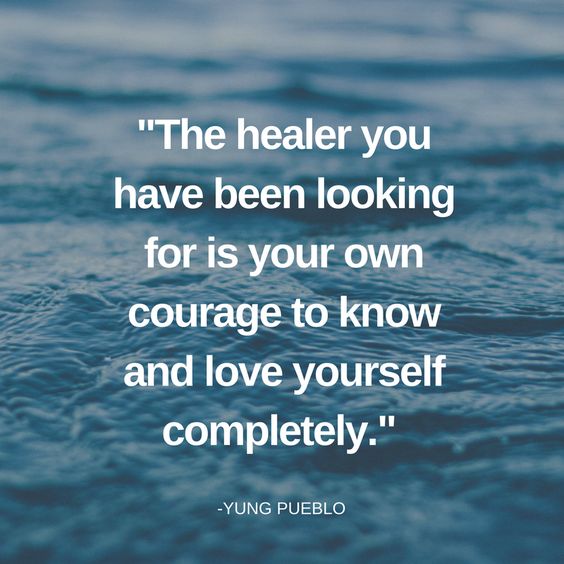 "The healer you
have been looking
for is your own
courage to know
and love yourself
completely."
-YUNG PUEBLO